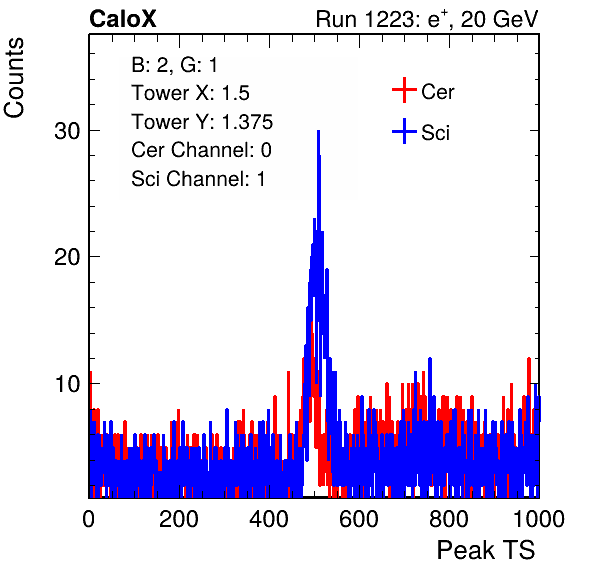 CaloX Run 1223: e⁺, 20 GeV
Counts
B: 2, G: 1
Tower X: 1.5
Tower Y: 1.375
Cer Channel: 0
Sci Channel: 1
Cer
Sci
30
20
10
0 200 400 600 800 1000
Peak TS